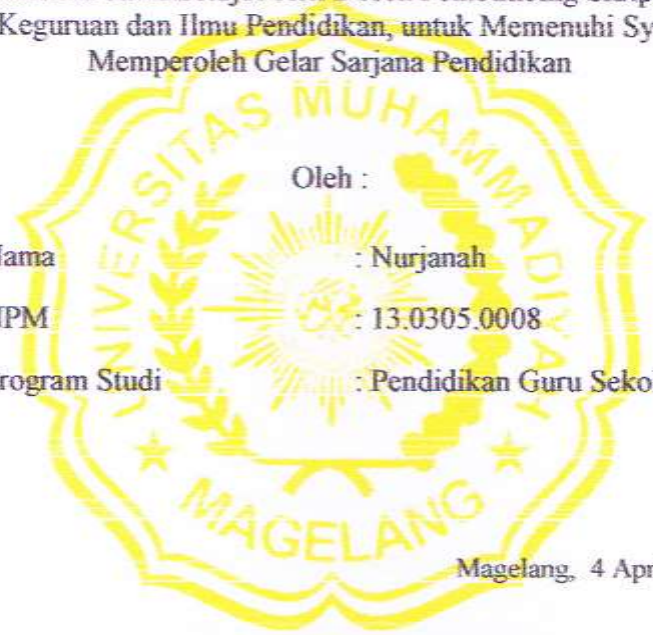 Keguruan dan Ilmu Pendidikan, untuk Memenuhi Sy
Memperoleh Gelar Sarjana Pendidikan
UNIVERSITAS MUHAMMADIYAH
Oleh :
Nama : Nurjanah
NPM : 13.0305.0008
Program Studi : Pendidikan Guru Seko
MAGELANG
Magelang, 4 Apr